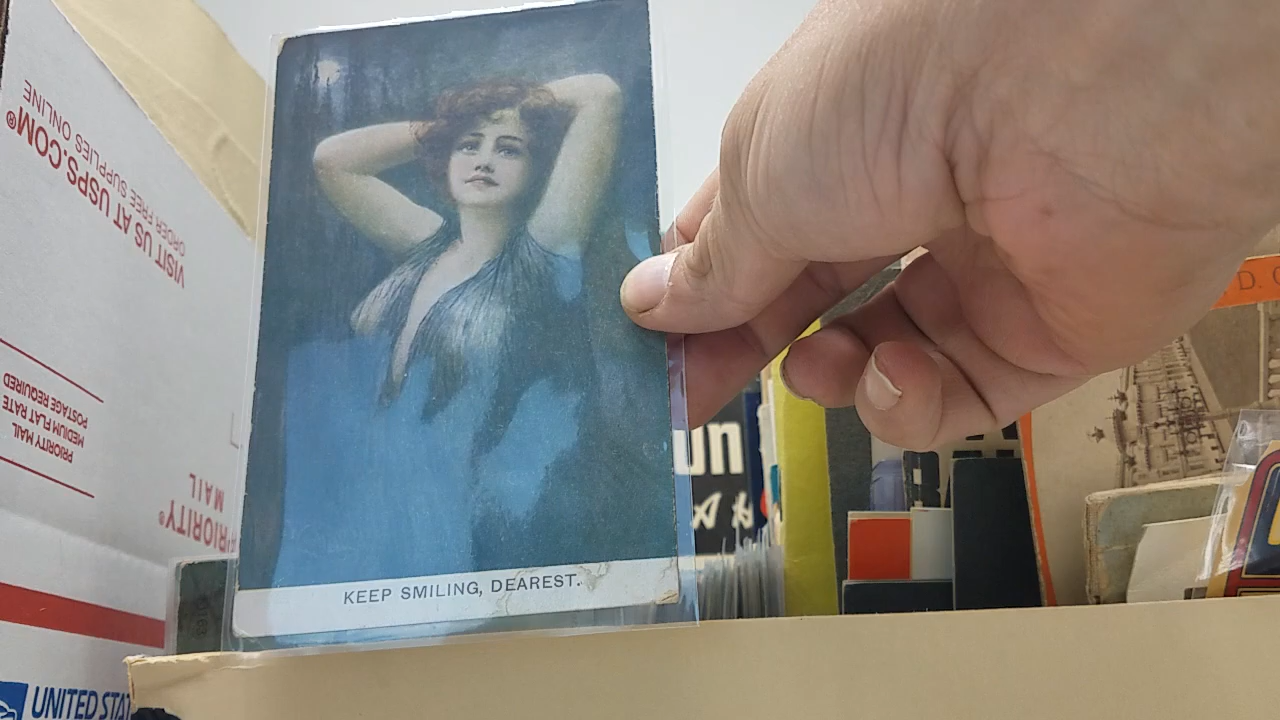 VISIT US AT USPS.COM®
ORDER FREE SUPPLIES ONLINE
PRIORITY MAIL
MEDIUM FLAT RATE
POSTAGE REQUIRED
PRIORITY®
MAIL
UNITED STAT
KEEP SMILING, DEAREST.
un
D.